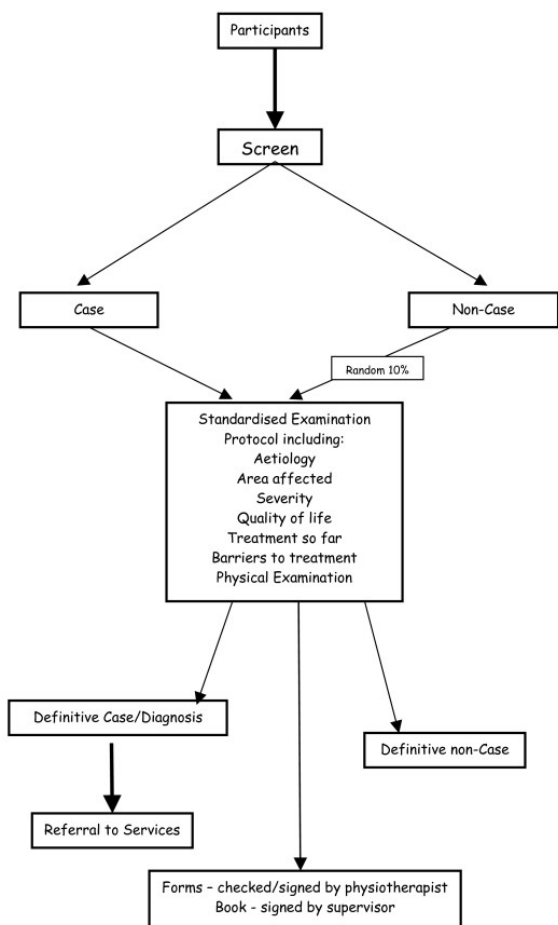 Participants
Screen
Case
Non-Case
Random 10%
Standardised Examination
Protocol including:
Aetiology
Area affected
Severity
Quality of life
Treatment so far
Barriers to treatment
Physical Examination
Definitive Case/Diagnosis
Definitive non-Case
Referral to Services
Forms – checked/signed by physiotherapist
Book - signed by supervisor